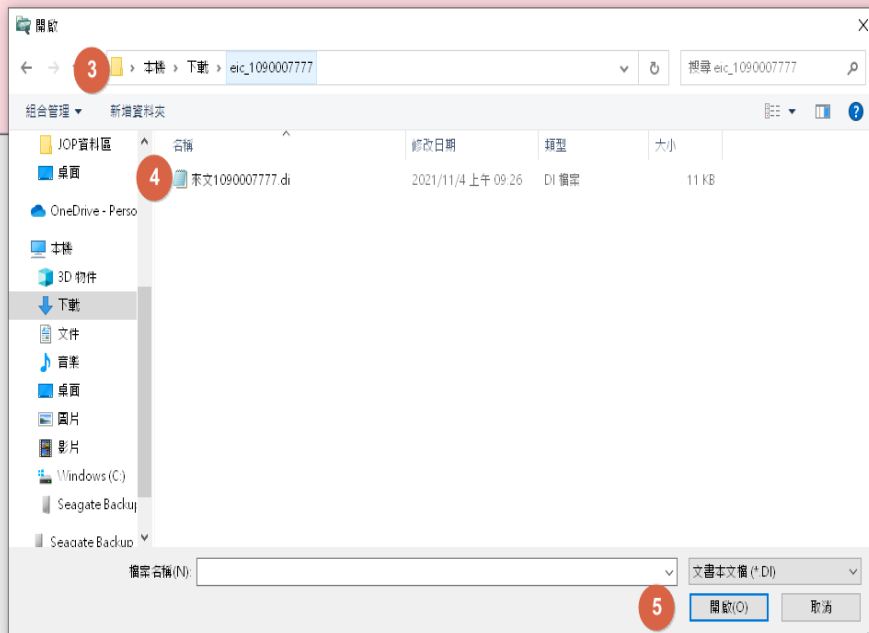 開啟
3 本機 › 下載 › eic_1090007777 搜尋 eic_1090007777
組合管理 新增資料夾
JOP資料區
桌面
OneDrive - Perso
本機
3D 物件
下載
文件
音樂
桌面
圖片
影片
Windows (C:)
Seagate Backup
Seagate Backup
名稱 修改日期 類型 大小
4 來文1090007777.di 2021/11/4 上午 09:26 DI 檔案 11 KB
檔案名稱(N): 文書本文檔 (*.DI)
5 開啟(O) 取消